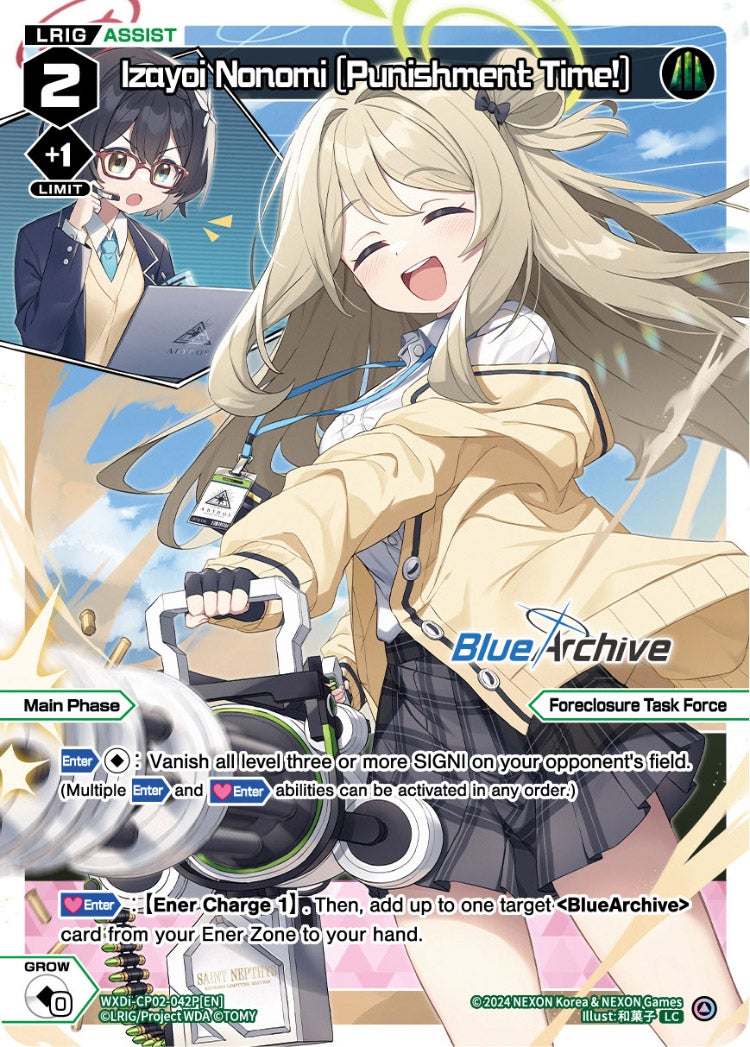 LRIG ASSIST
2
Izayoi Nonomi [Punishment Time!]
+1
LIMIT
ABYDOS
ABYDOS
BlueArchive
Main Phase
Foreclosure Task Force
Enter : Vanish all level three or more SIGNI on your opponent's field.
(Multiple Enter and Enter abilities can be activated in any order.)
Enter : 【Ener Charge 1】. Then, add up to one target <BlueArchive>
card from your Ener Zone to your hand.
GROW
0
SAINT NEPTHYS
WXDi-CP02-042P[EN]
©LRIG/Project WDA ©TOMY
©2024 NEXON Korea & NEXON Games
Illust:和菓子 LC